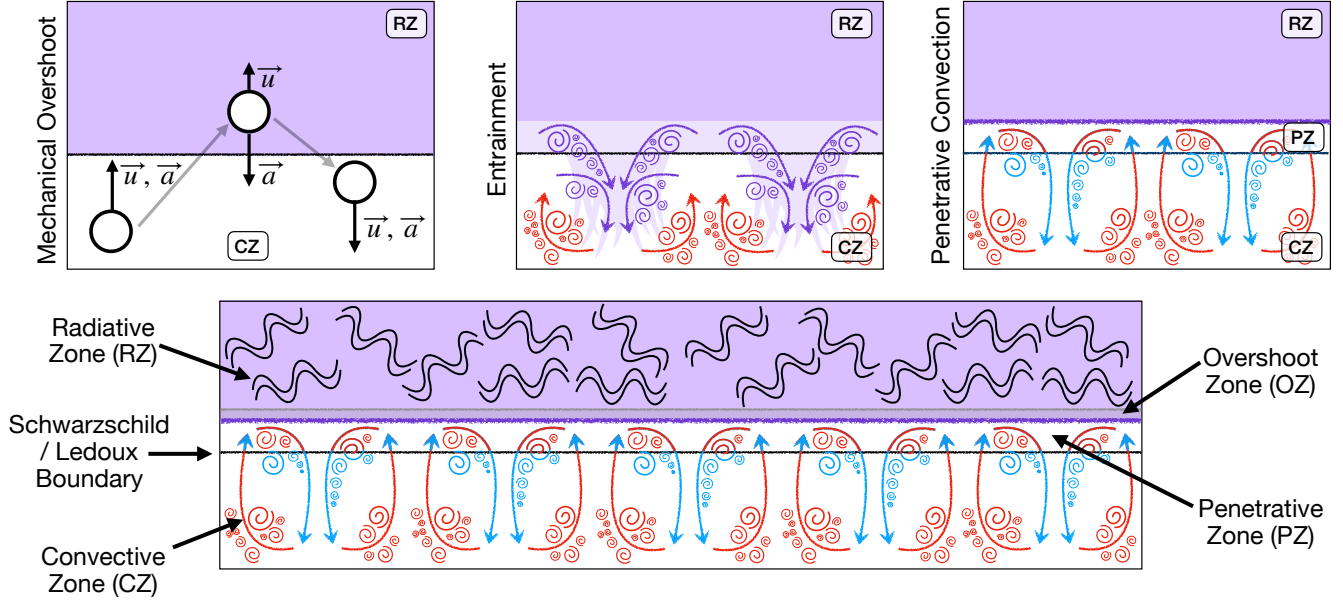 Mechanical Overshoot
RZ
u
u, a
a
u, a
CZ
Entrainment
RZ
CZ
Penetrative Convection
RZ
PZ
CZ
Radiative
Zone (RZ)
Schwarzschild
/ Ledoux
Boundary
Convective
Zone (CZ)
Overshoot
Zone (OZ)
Penetrative
Zone (PZ)